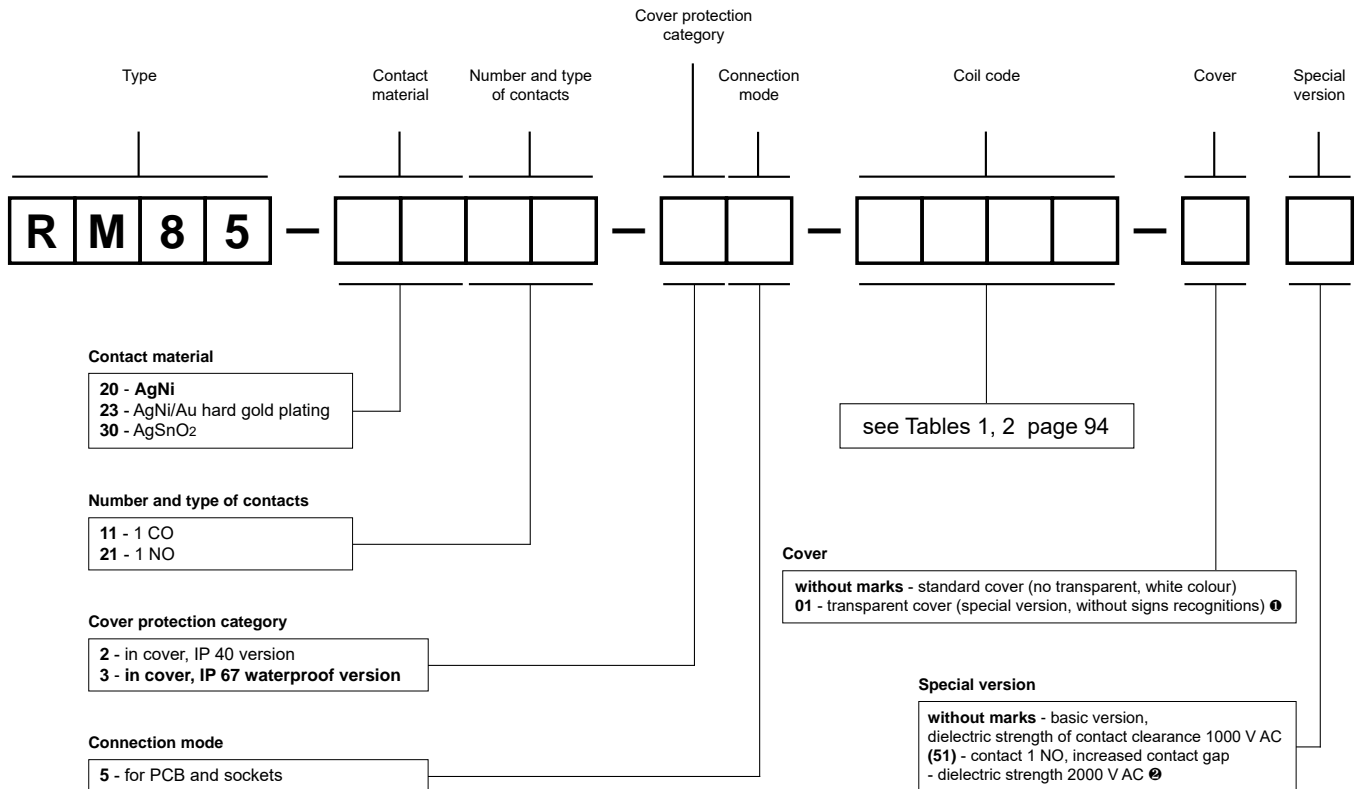 Cover protection
category
Type
Contact
material
Number and type
of contacts
Connection
mode
Coil code
Cover
Special
version
R M 8 5 – – – –
Contact material
20 - AgNi
23 - AgNi/Au hard gold plating
30 - AgSnO2
see Tables 1, 2 page 94
Number and type of contacts
11 - 1 CO
21 - 1 NO
Cover
without marks - standard cover (no transparent, white colour)
01 - transparent cover (special version, without signs recognitions) ❶
Cover protection category
2 - in cover, IP 40 version
3 - in cover, IP 67 waterproof version
Special version
without marks - basic version,
dielectric strength of contact clearance 1000 V AC
(51) - contact 1 NO, increased contact gap
- dielectric strength 2000 V AC ❷
Connection mode
5 - for PCB and sockets